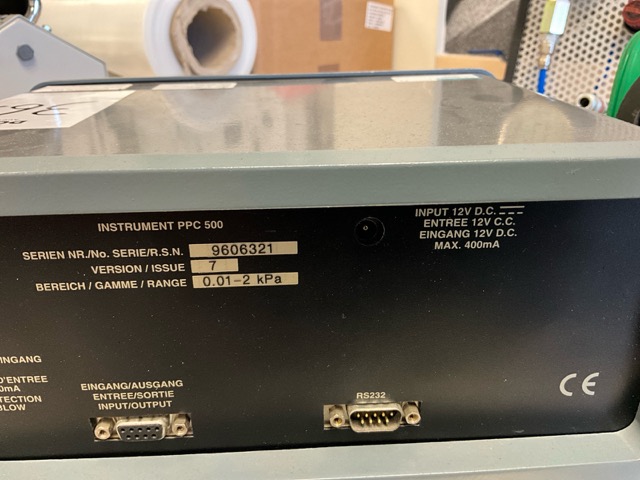 INSTRUMENT PPC 500
SERIEN NR./No. SERIE/R.S.N. 9606321
VERSION / ISSUE 7
BEREICH / GAMME / RANGE 0.01-2 kPa
INPUT 12V D.C.
ENTREE 12V C.C.
EINGANG 12V D.C.
MAX. 400mA
INGANG
D'ENTREE
0mA
TECTION
BLOW
EINGANG/AUSGANG
ENTREE/SORTIE
INPUT/OUTPUT
RS232
CE